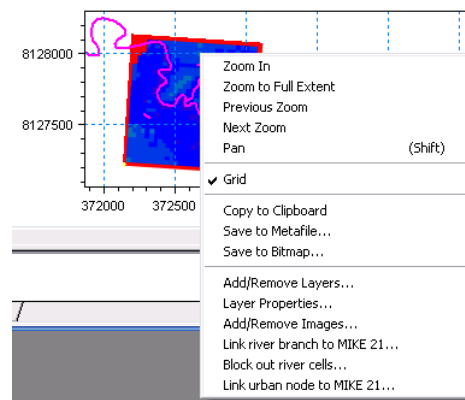 8128000
8127500
372000
372500
Zoom In
Zoom to Full Extent
Previous Zoom
Next Zoom
Pan (Shift)
Grid
Copy to Clipboard
Save to Metafile...
Save to Bitmap...
Add/Remove Layers...
Layer Properties...
Add/Remove Images...
Link river branch to MIKE 21...
Block out river cells...
Link urban node to MIKE 21...